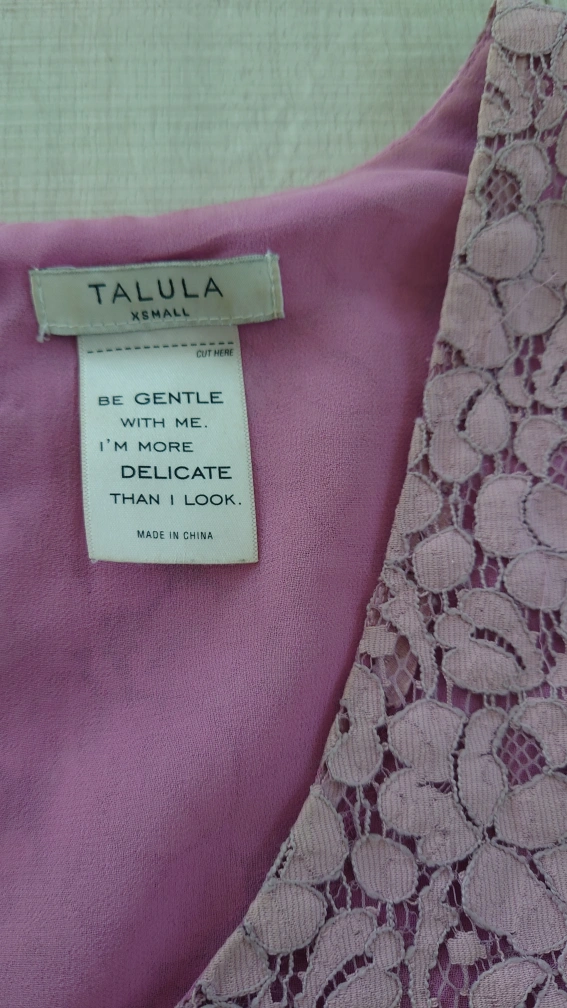 TALULA
XSMALL
CUT HERE
BE GENTLE
WITH ME.
I'M MORE
DELICATE
THAN I LOOK.
MADE IN CHINA